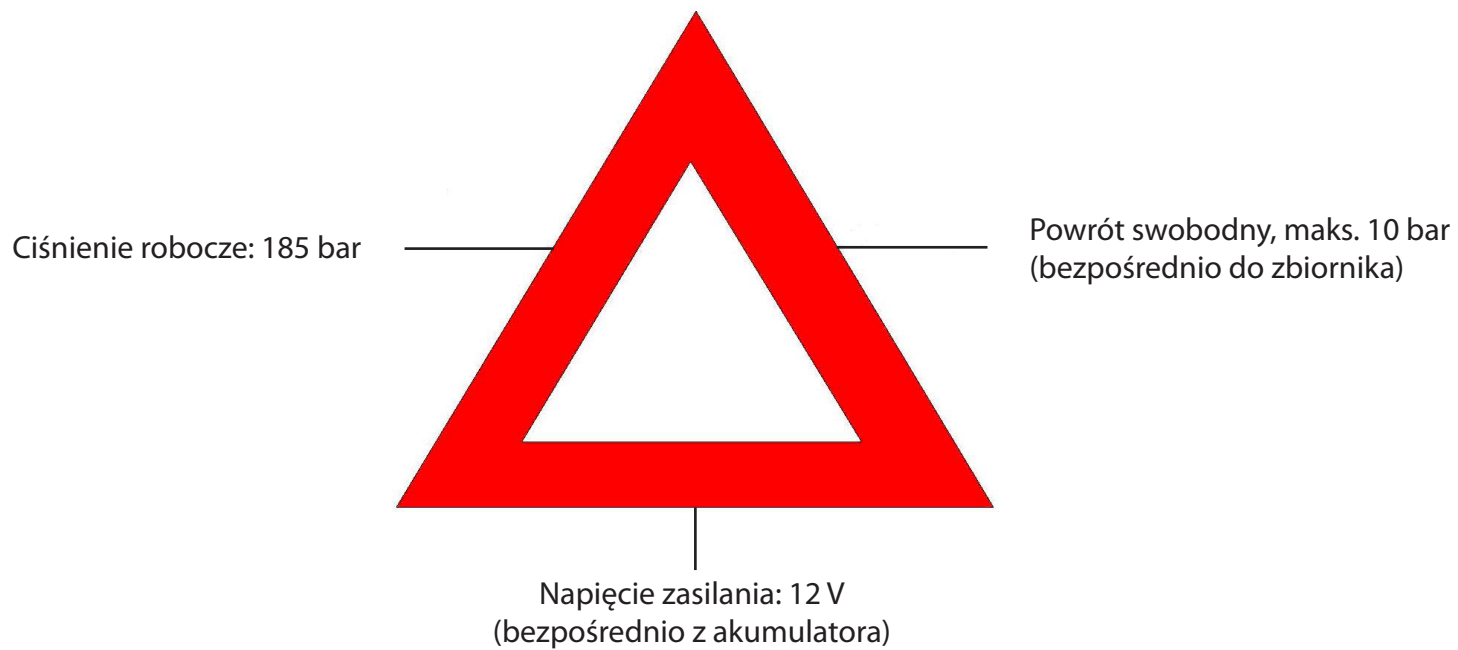 Ciśnienie robocze: 185 bar
Powrót swobodny, maks. 10 bar
(bezpośrednio do zbiornika)
Napięcie zasilania: 12 V
(bezpośrednio z akumulatora)